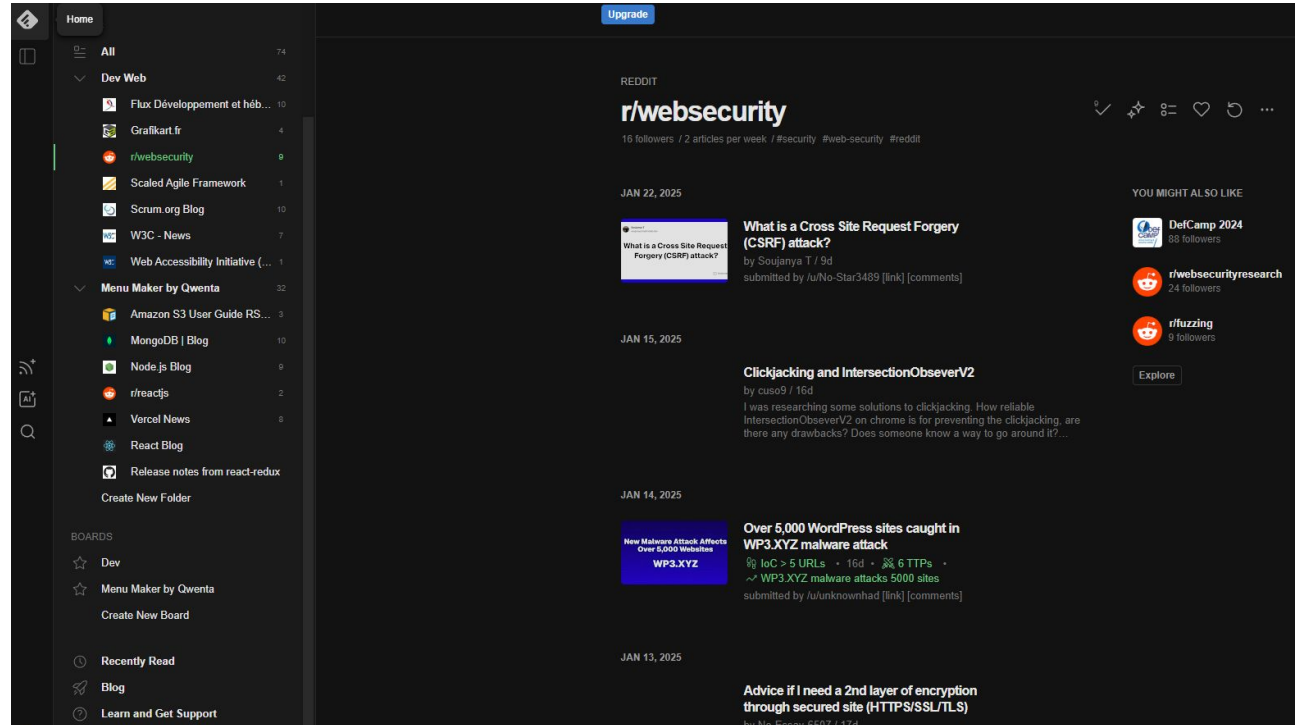 Home
All 74
Dev Web 42
Flux Développement et héb... 10
Grafikart.fr 4
r/websecurity 9
Scaled Agile Framework 1
Scrum.org Blog 10
W3C - News 7
Web Accessibility Initiative (... 1
Menu Maker by Qwenta 32
Amazon S3 User Guide RS... 3
MongoDB | Blog 10
Node.js Blog 9
r/reactjs 2
Vercel News 8
React Blog
Release notes from react-redux
Create New Folder
BOARDS
Dev
Menu Maker by Qwenta
Create New Board
Recently Read
Blog
Learn and Get Support
AI
Upgrade
REDDIT
r/websecurity
16 followers / 2 articles per week / #security #web-security #reddit
JAN 22, 2025
What is a Cross Site Request
Forgery (CSRF) attack?
What is a Cross Site Request Forgery
(CSRF) attack?
by Soujanya T / 9d
submitted by /u/No-Star3489 [link] [comments]
JAN 15, 2025
Clickjacking and IntersectionObseverV2
by cuso9 / 16d
I was researching some solutions to clickjacking. How reliable
IntersectionObseverV2 on chrome is for preventing the clickjacking, are
there any drawbacks? Does someone know a way to go around it?...
JAN 14, 2025
New Malware Attack Affects
Over 5,000 Websites
WP3.XYZ
Over 5,000 WordPress sites caught in
WP3.XYZ malware attack
IoC > 5 URLs • 16d • 6 TTPs •
WP3.XYZ malware attacks 5000 sites
submitted by /u/unknownhad [link] [comments]
JAN 13, 2025
Advice if I need a 2nd layer of encryption
through secured site (HTTPS/SSL/TLS)
YOU MIGHT ALSO LIKE
DefCamp 2024
88 followers
r/websecurityresearch
24 followers
r/fuzzing
9 followers
Explore